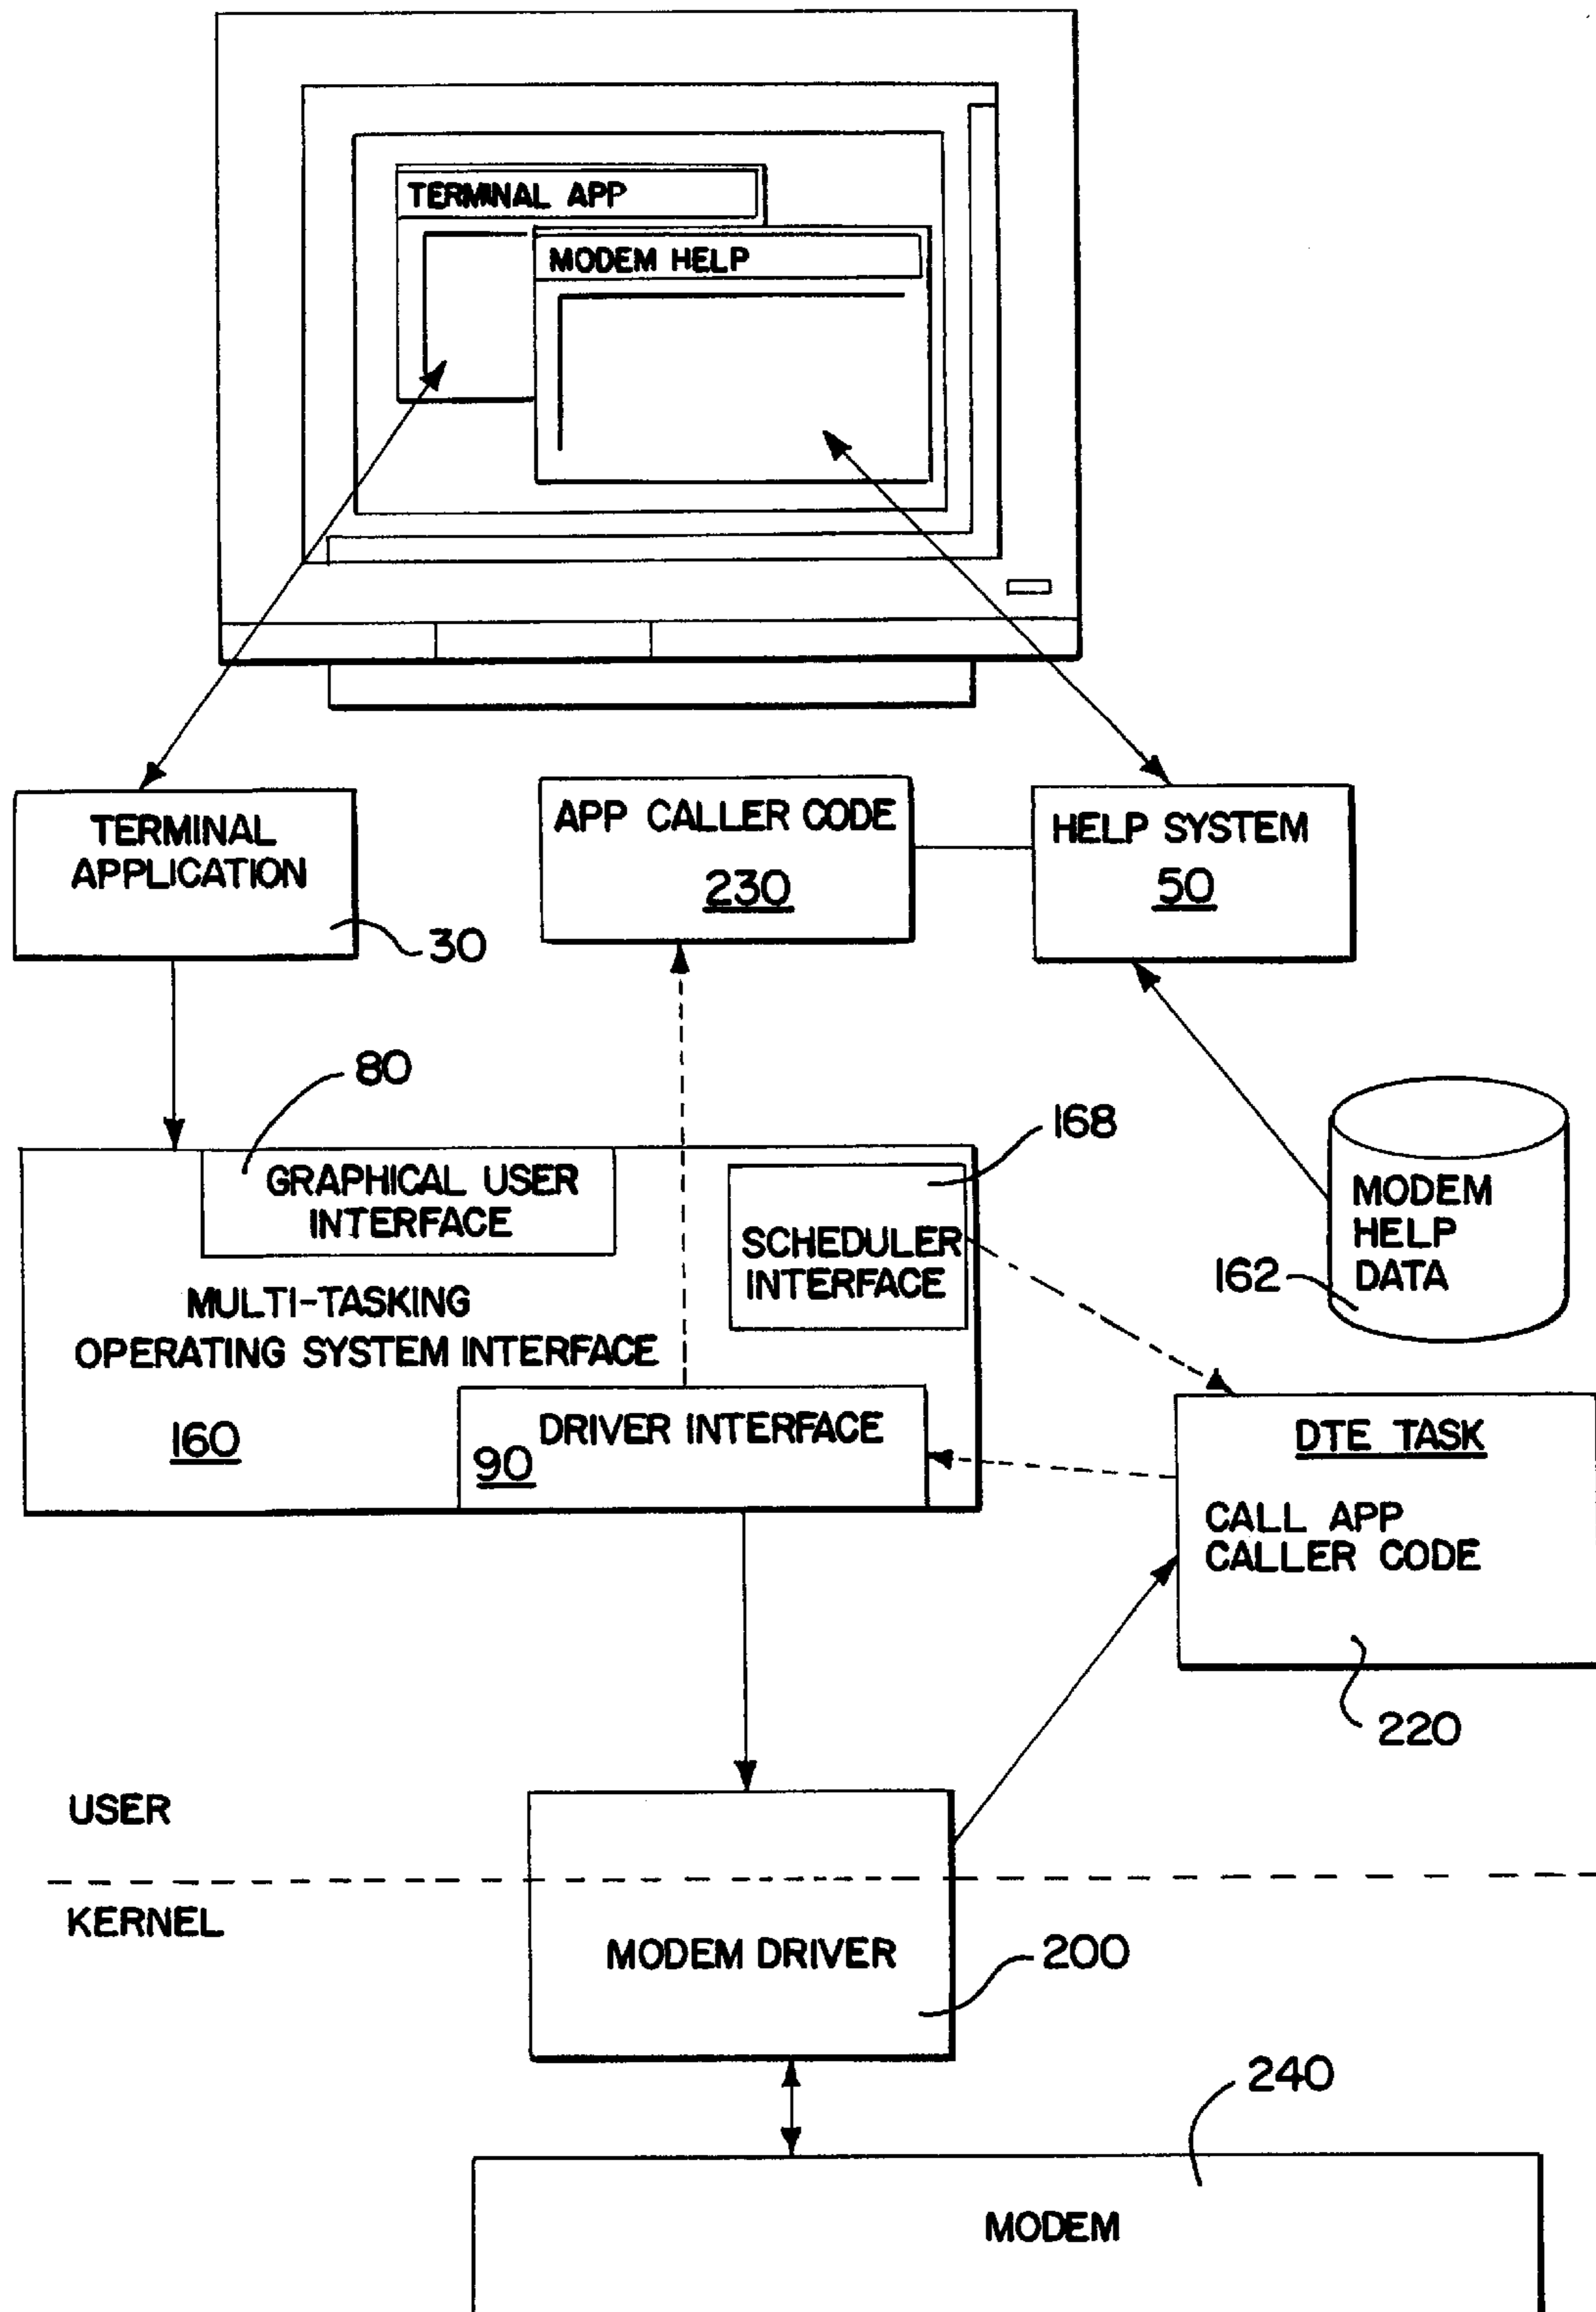 TERMINAL APP
MODEM HELP
TERMINAL
APPLICATION
30
APP CALLER CODE
230
HELP SYSTEM
50
80
168
GRAPHICAL USER
INTERFACE
SCHEDULER
INTERFACE
MULTI-TASKING
OPERATING SYSTEM INTERFACE
160
DRIVER INTERFACE
90
MODEM
HELP
DATA
162
DTE TASK
CALL APP
CALLER CODE
220
USER
KERNEL
MODEM DRIVER
200
240
MODEM